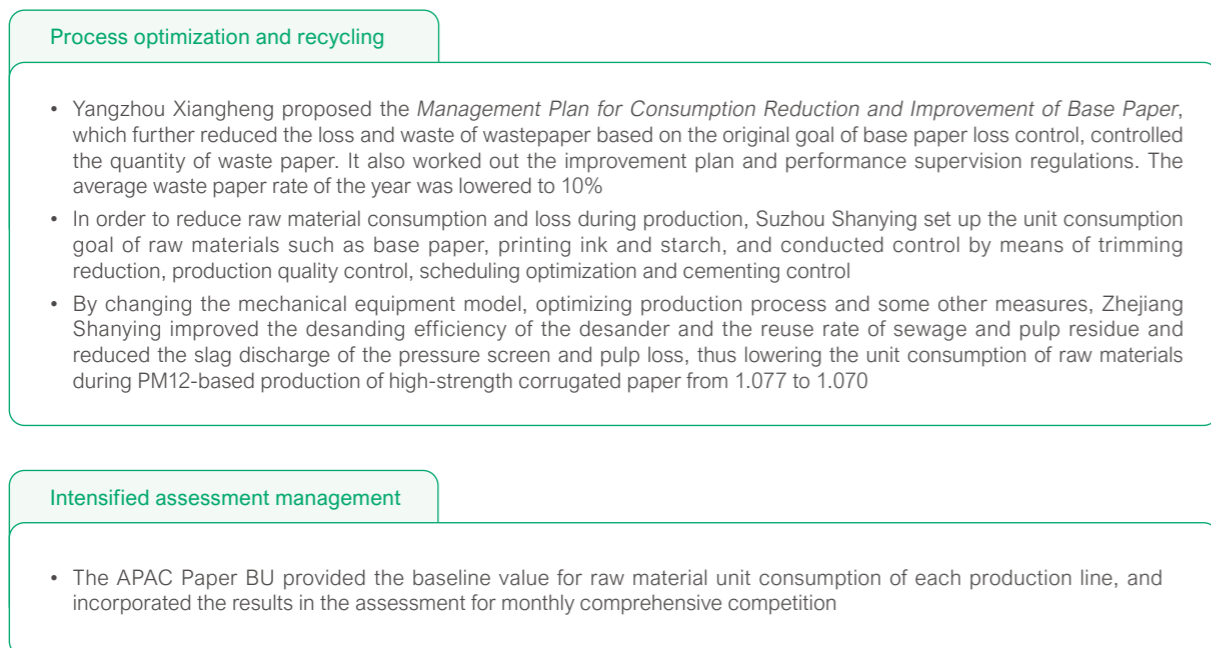 Process optimization and recycling
• Yangzhou Xiangheng proposed the Management Plan for Consumption Reduction and Improvement of Base Paper,
which further reduced the loss and waste of wastepaper based on the original goal of base paper loss control, controlled
the quantity of waste paper. It also worked out the improvement plan and performance supervision regulations. The
average waste paper rate of the year was lowered to 10%
• In order to reduce raw material consumption and loss during production, Suzhou Shanying set up the unit consumption
goal of raw materials such as base paper, printing ink and starch, and conducted control by means of trimming
reduction, production quality control, scheduling optimization and cementing control
• By changing the mechanical equipment model, optimizing production process and some other measures, Zhejiang
Shanying improved the desanding efficiency of the desander and the reuse rate of sewage and pulp residue and
reduced the slag discharge of the pressure screen and pulp loss, thus lowering the unit consumption of raw materials
during PM12-based production of high-strength corrugated paper from 1.077 to 1.070
Intensified assessment management
• The APAC Paper BU provided the baseline value for raw material unit consumption of each production line, and
incorporated the results in the assessment for monthly comprehensive competition